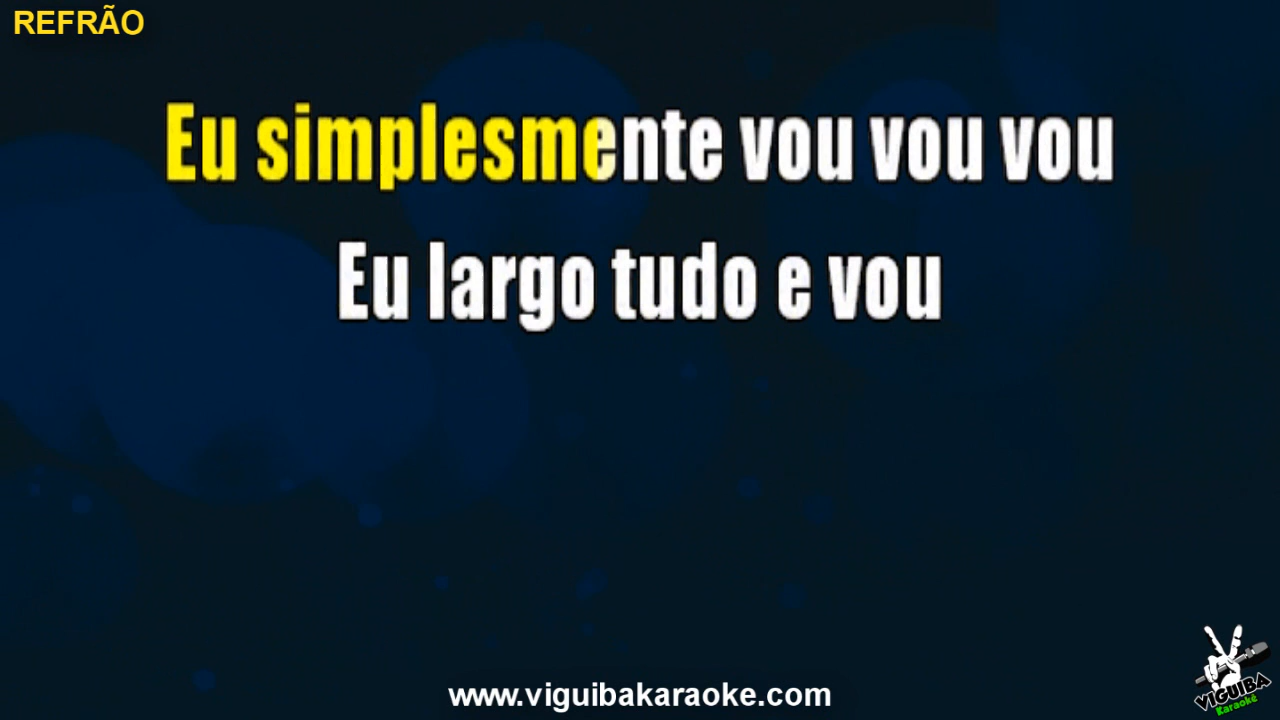 REFRÃO
Eu simplesmente vou vou vou
Eu largo tudo e vou
www.viguibakaraoke.com
VIGUIBA
Karaokê